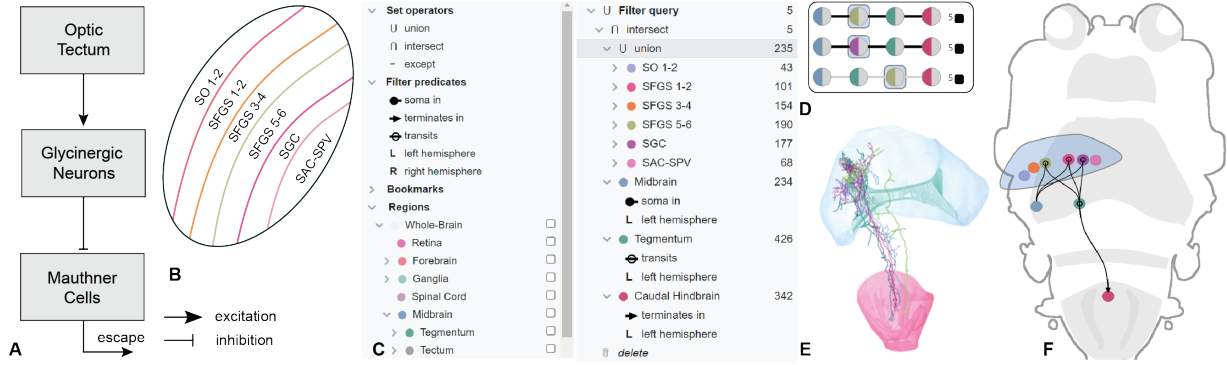 Optic
Tectum
Glycinergic
Neurons
Mauthner
Cells
escape
excitation
inhibition
A
SO 1-2
SFGS 1-2
SFGS 3-4
SFGS 5-6
SGC
SAC-SPV
B
Set operators
U union
∩ intersect
− except
Filter predicates
soma in
terminates in
transits
L left hemisphere
R right hemisphere
Bookmarks
Regions
Whole-Brain
Retina
Forebrain
Ganglia
Spinal Cord
Midbrain
Tegmentum
Tectum
C
U Filter query 5
∩ intersect 5
U union 235
SO 1-2 43
SFGS 1-2 101
SFGS 3-4 154
SFGS 5-6 190
SGC 177
SAC-SPV 68
Midbrain 234
soma in
L left hemisphere
Tegmentum 426
transits
L left hemisphere
Caudal Hindbrain 342
terminates in
L left hemisphere
delete
5
5
5
D
E
F